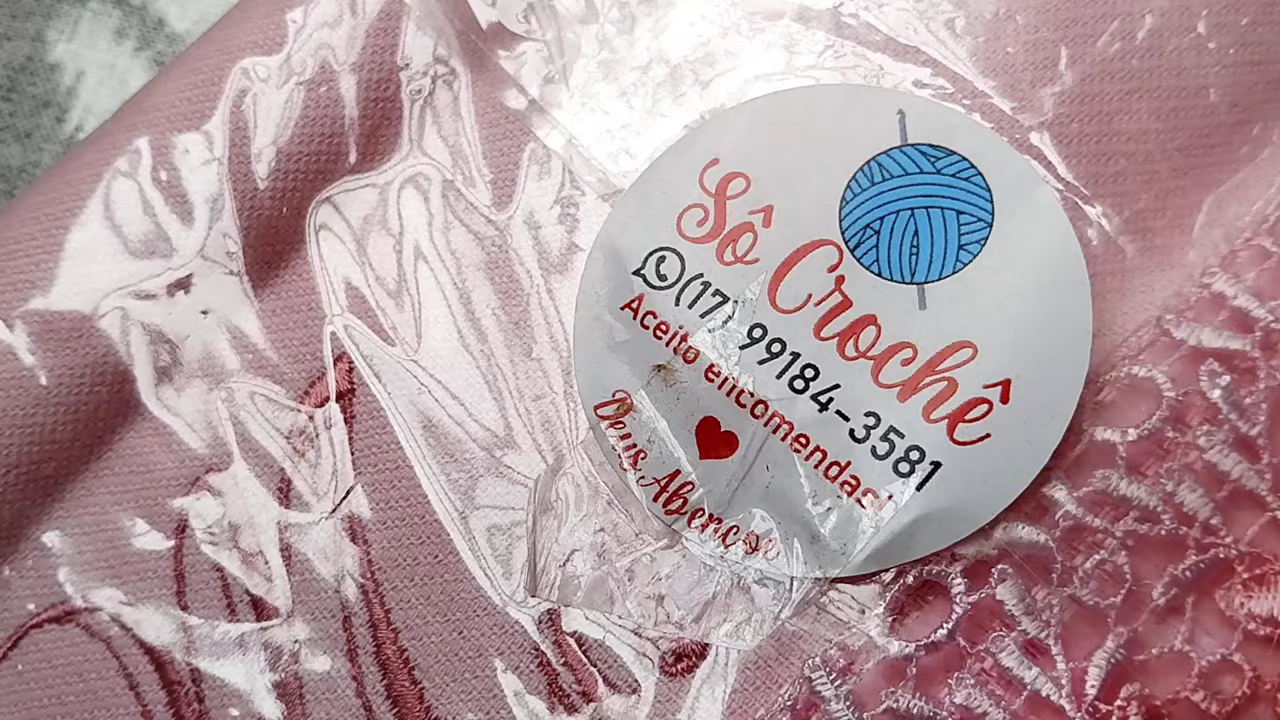 Sô Crochê
(17) 99184-3581
Aceito encomendas!
Deus Abençoe